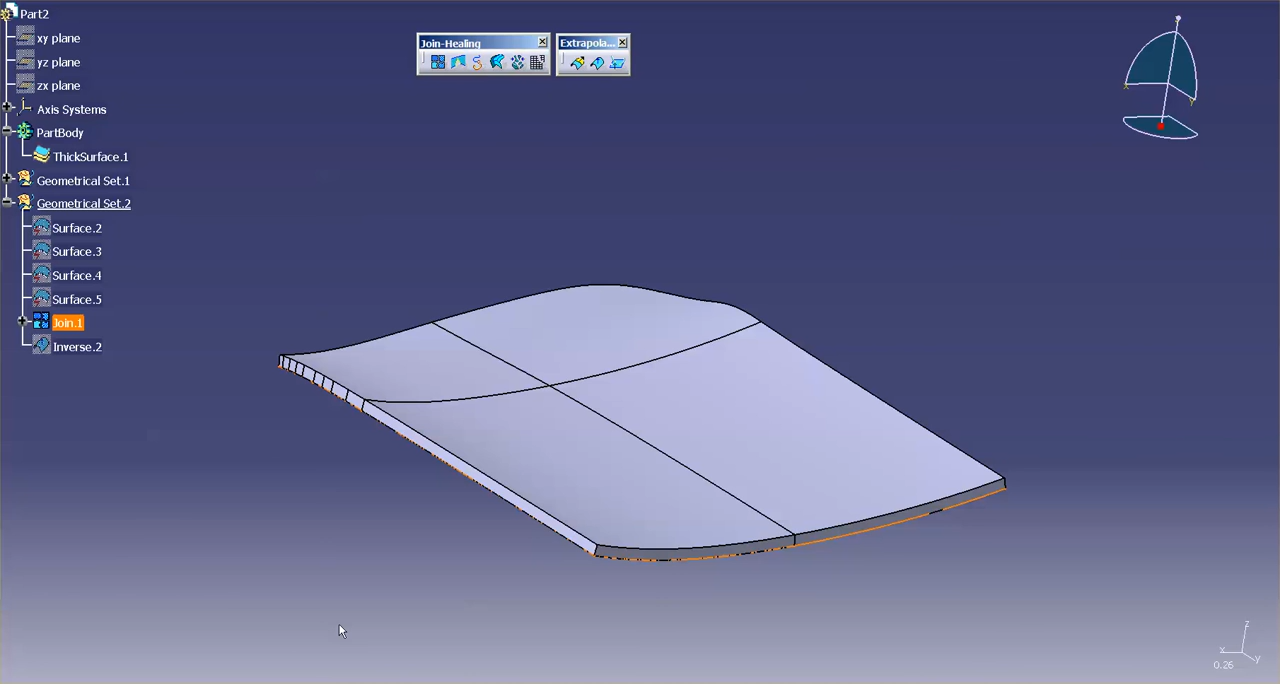 Part2
xy plane
yz plane
zx plane
Axis Systems
PartBody
ThickSurface.1
Geometrical Set.1
Geometrical Set.2
Surface.2
Surface.3
Surface.4
Surface.5
Join.1
Inverse.2
Join-Healing
Extrapola...
z
x
y
0.26